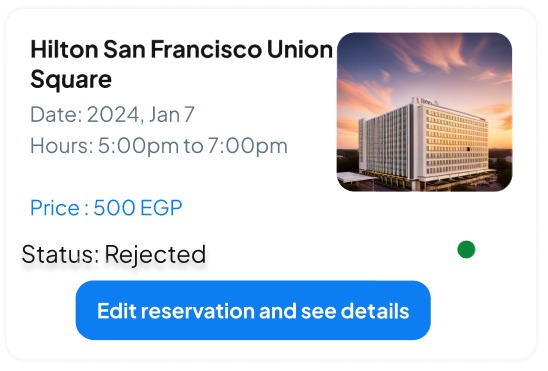 Hilton San Francisco Union
Square
Date: 2024, Jan 7
Hours: 5:00pm to 7:00pm
Price : 500 EGP
Status: Rejected
Edit reservation and see details